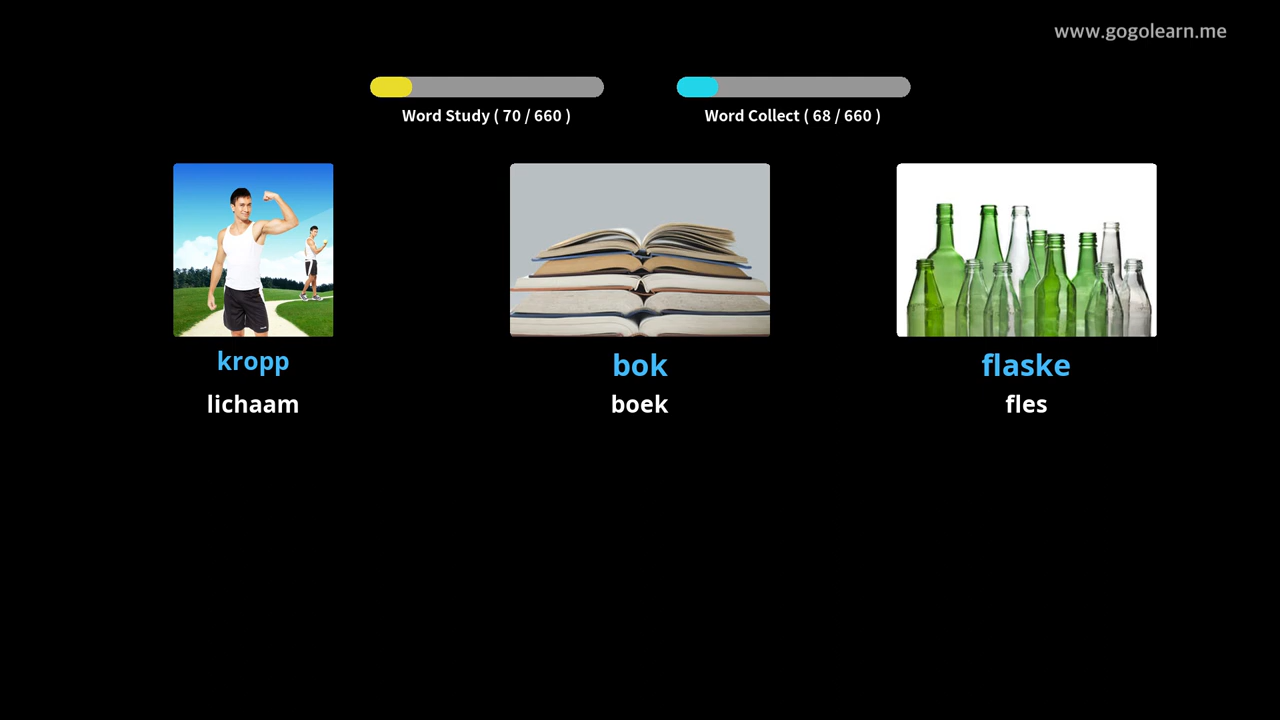 www.gogolearn.me
Word Study ( 70 / 660 )
Word Collect ( 68 / 660 )
kropp
bok
flaske
lichaam
boek
fles